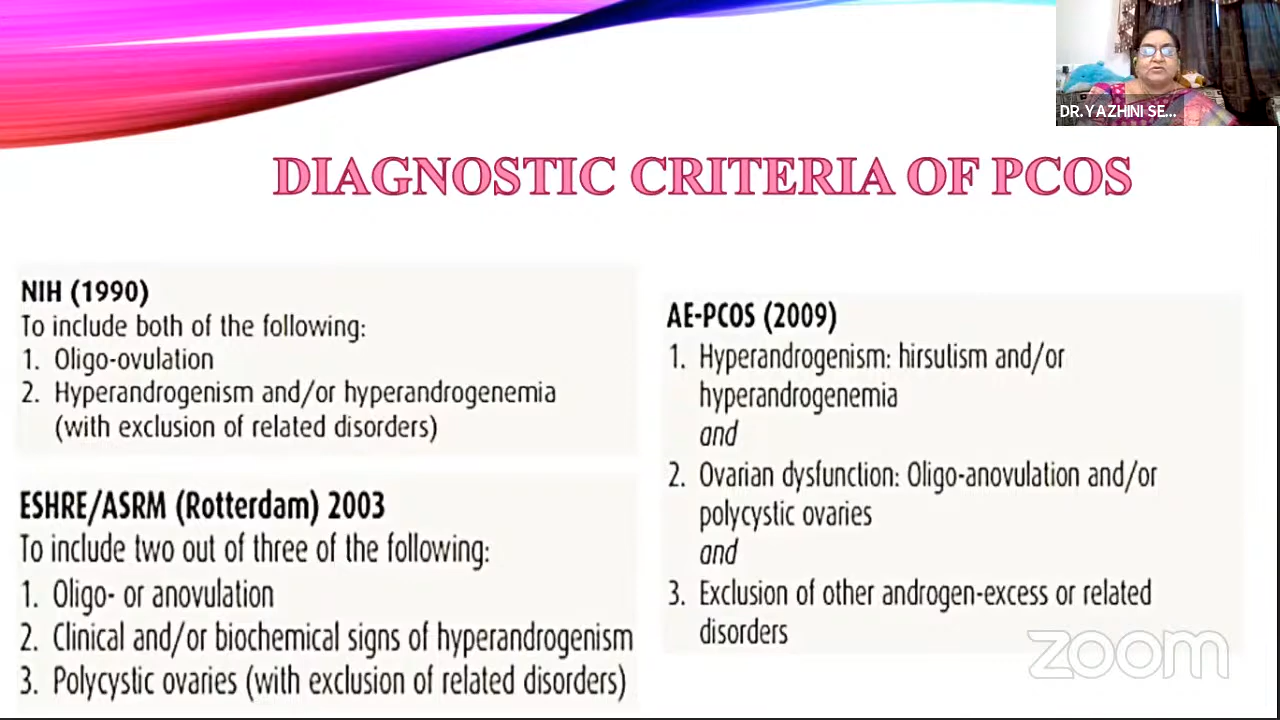 DR.YAZHINI SE...
DIAGNOSTIC CRITERIA OF PCOS
NIH (1990)
To include both of the following:
1. Oligo-ovulation
2. Hyperandrogenism and/or hyperandrogenemia
(with exclusion of related disorders)
ESHRE/ASRM (Rotterdam) 2003
To include two out of three of the following:
1. Oligo- or anovulation
2. Clinical and/or biochemical signs of hyperandrogenism
3. Polycystic ovaries (with exclusion of related disorders)
AE-PCOS (2009)
1. Hyperandrogenism: hirsutism and/or
hyperandrogenemia
and
2. Ovarian dysfunction: Oligo-anovulation and/or
polycystic ovaries
and
3. Exclusion of other androgen-excess or related
disorders
zoom